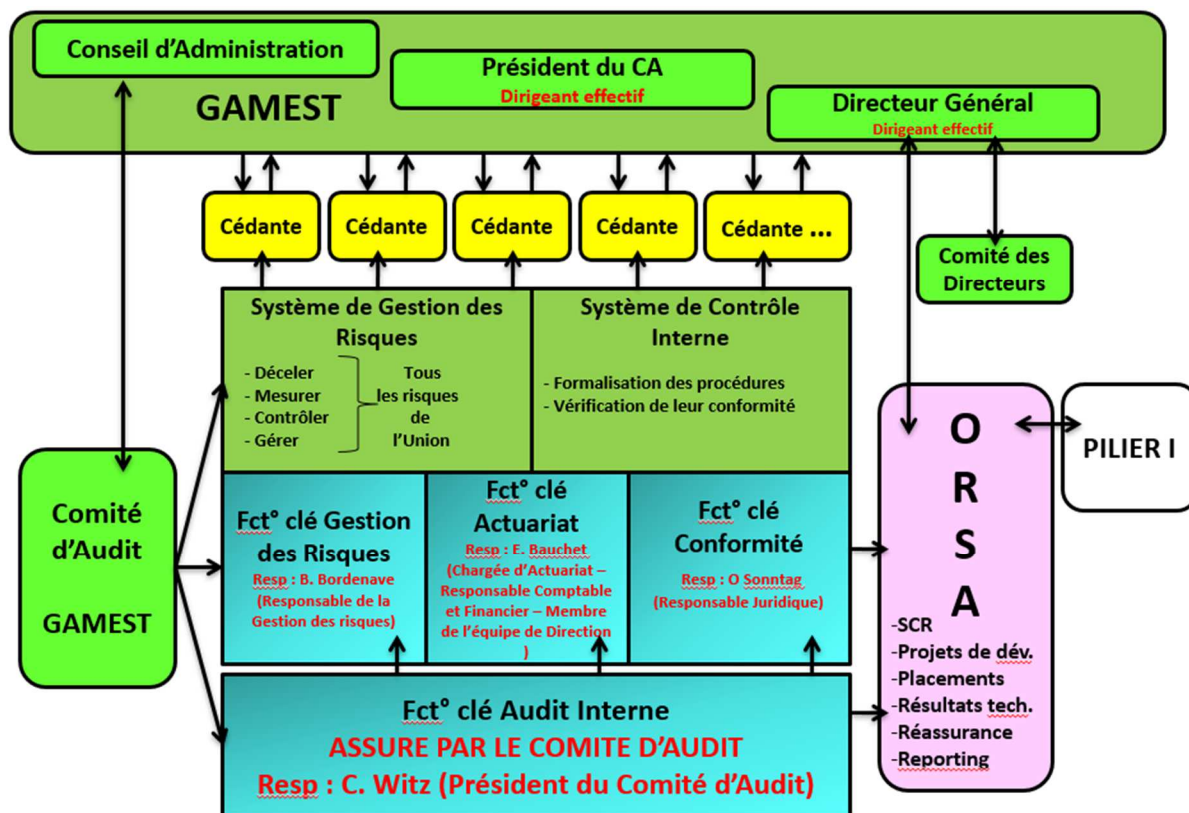 Conseil d'Administration
Président du CA
Dirigeant effectif
GAMEST
Directeur Général
Dirigeant effectif
Cédante
Cédante
Cédante
Cédante
Cédante ...
Comité des
Directeurs
Système de Gestion des
Risques
- Déceler
- Mesurer
- Contrôler
- Gérer
Tous
les risques
de
l'Union
Système de Contrôle
Interne
- Formalisation des procédures
- Vérification de leur conformité
Comité
d'Audit
GAMEST
Fct° clé Gestion
des Risques
Resp : B. Bordenave
(Responsable de la
Gestion des risques)
Fct° clé
Actuariat
Resp : E. Bauchet
(Chargée d'Actuariat –
Responsable Comptable
et Financier – Membre
de l'équipe de Direction
)
Fct° clé
Conformité
Resp : O Sonntag
(Responsable Juridique)
Fct° clé Audit Interne
ASSURE PAR LE COMITE D'AUDIT
Resp : C. Witz (Président du Comité d'Audit)
O
R
S
A
-SCR
-Projets de dév.
-Placements
-Résultats tech.
-Réassurance
-Reporting
PILIER I